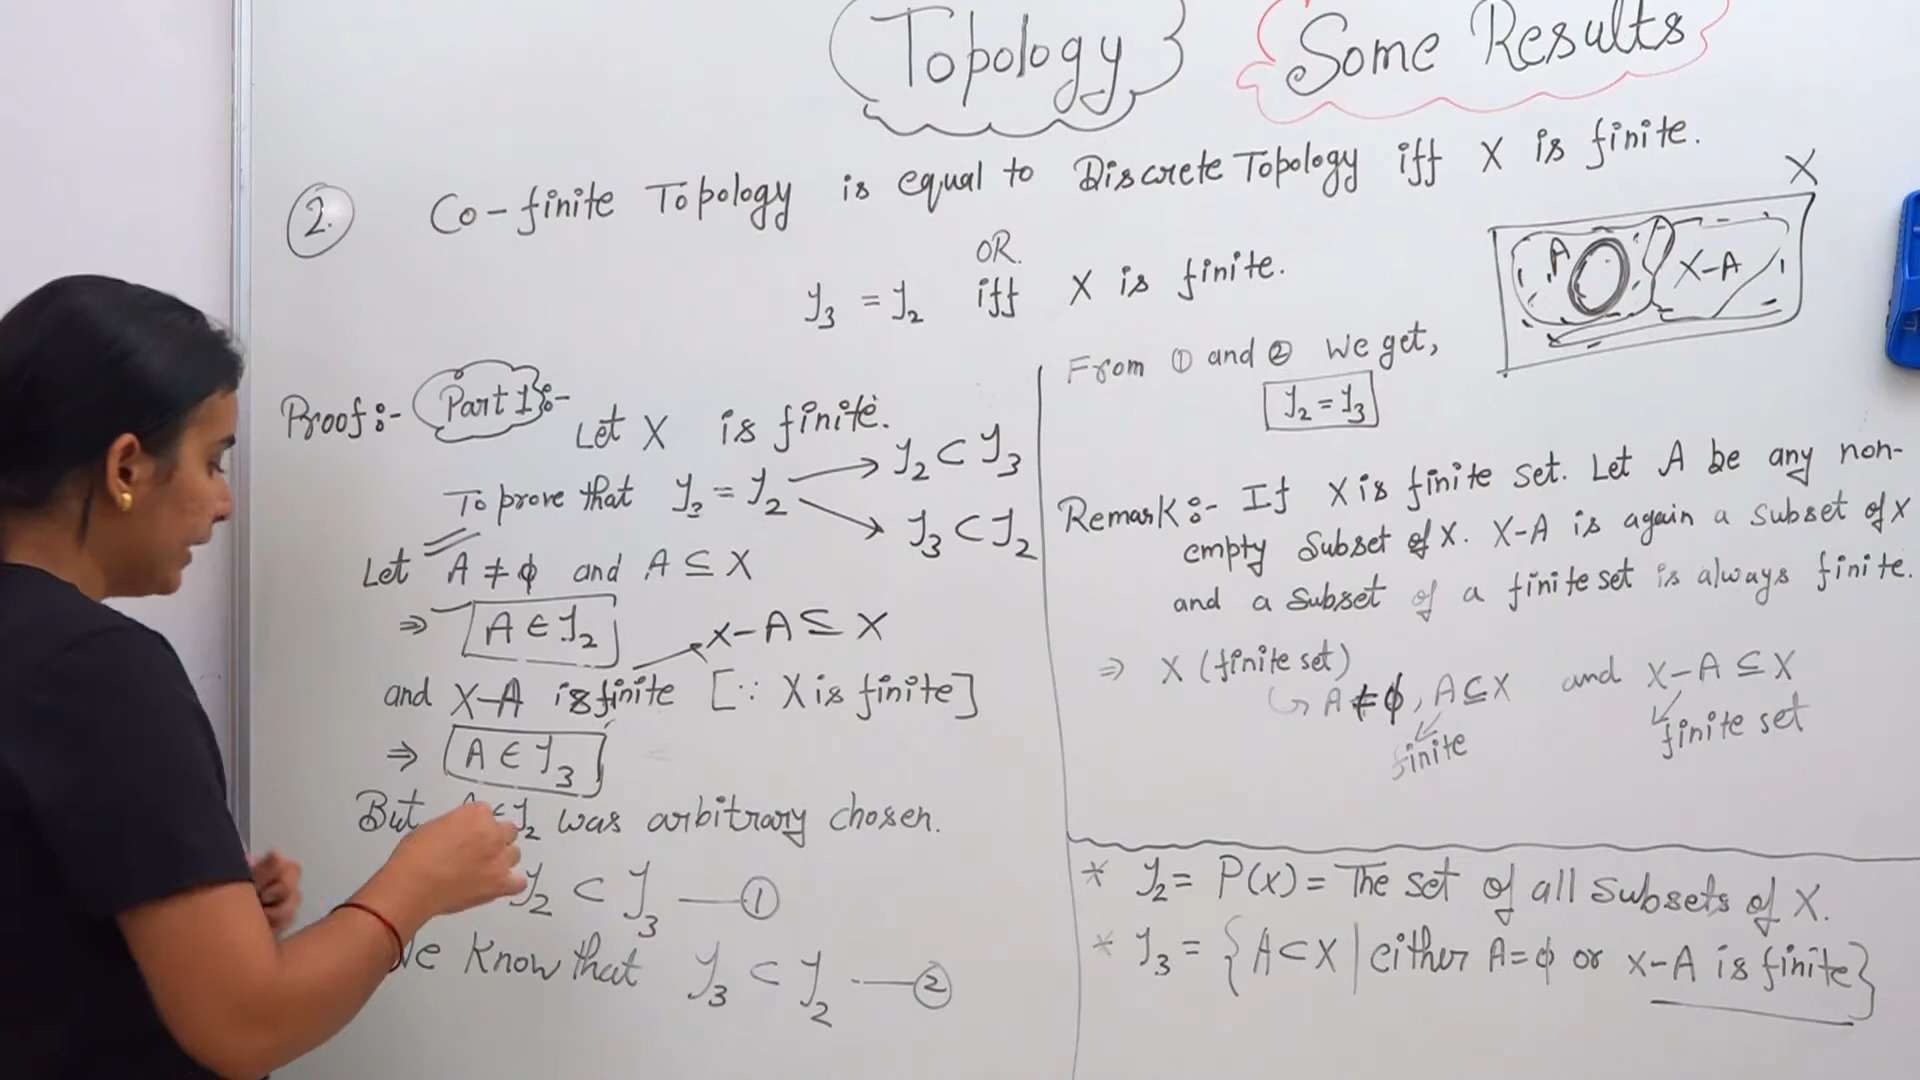 Topology
Some Results
2. Co-finite Topology is equal to Discrete Topology iff X is finite.
OR
J₃ = J₂ iff X is finite.
X
A
X-A
Proof:- Part 1:- Let X is finite.
To prove that J₃ = J₂
J₂ ⊂ J₃
J₃ ⊂ J₂
Let A ≠ ϕ and A ⊆ X
⇒ A ∈ J₂
X-A ⊆ X
and X-A is finite [∵ X is finite]
⇒ A ∈ J₃
But J₂ was arbitrary chosen.
J₂ ⊂ J₃ — ①
We know that J₃ ⊂ J₂ — ②
From ① and ② we get,
J₂ = J₃
Remark:- If X is finite set. Let A be any non-
empty subset of X. X-A is again a subset of X
and a subset of a finite set is always finite.
⇒ X (finite set)
↪ A ≠ ϕ, A ⊆ X and X-A ⊆ X
finite
finite set
* J₂ = P(X) = The set of all subsets of X.
* J₃ = {A ⊂ X | either A = ϕ or X-A is finite}